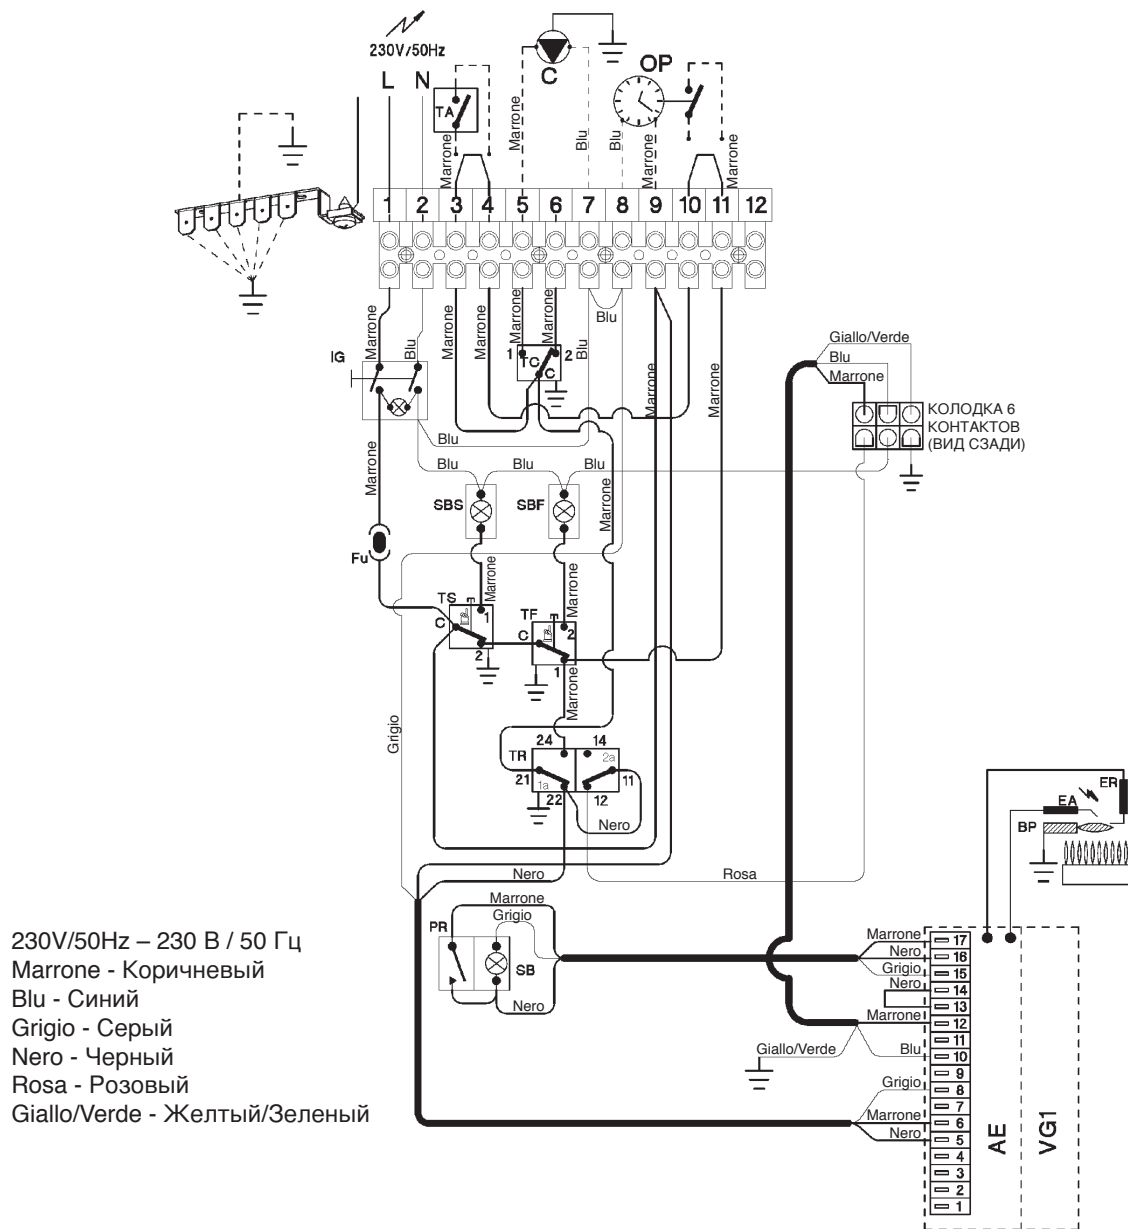 230V/50Hz
L N
TA
C
OP
Marrone
Marrone
Blu
Blu
Marrone
Marrone
1 2 3 4 5 6 7 8 9 10 11 12
Marrone
Blu
Marrone
Marrone
Marrone
Marrone
Blu
Blu
Marrone
Marrone
IG
1 TC 2
C
Giallo/Verde
Blu
Marrone
КОЛОДКА 6
КОНТАКТОВ
(ВИД СЗАДИ)
Blu
Blu
Blu
Blu
Marrone
Marrone
SBS
SBF
Fu
Marrone
Marrone
TS
1
C
2
TF
2
C
1
Marrone
Grigio
24
14
TR
2a
21
11
1a
22
12
Nero
Nero
Rosa
ER
EA
BP
Marrone
Grigio
PR
SB
Nero
230V/50Hz – 230 В / 50 Гц
Marrone - Коричневый
Blu - Синий
Grigio - Серый
Nero - Черный
Rosa - Розовый
Giallo/Verde - Желтый/Зеленый
Marrone 17
Nero 16
Grigio 15
Nero 14
13
Marrone 12
11
Giallo/Verde
Blu 10
9
Grigio 8
7
Marrone 6
Nero 5
4
3
2
1
AE
VG1